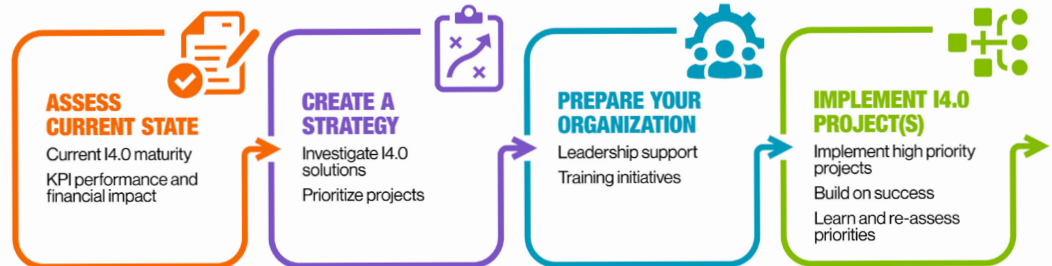 ASSESS
CURRENT STATE
Current I4.0 maturity
KPI performance and
financial impact
CREATE A
STRATEGY
Investigate I4.0
solutions
Prioritize projects
PREPARE YOUR
ORGANIZATION
Leadership support
Training initiatives
IMPLEMENT I4.0
PROJECT(S)
Implement high priority
projects
Build on success
Learn and re-assess
priorities